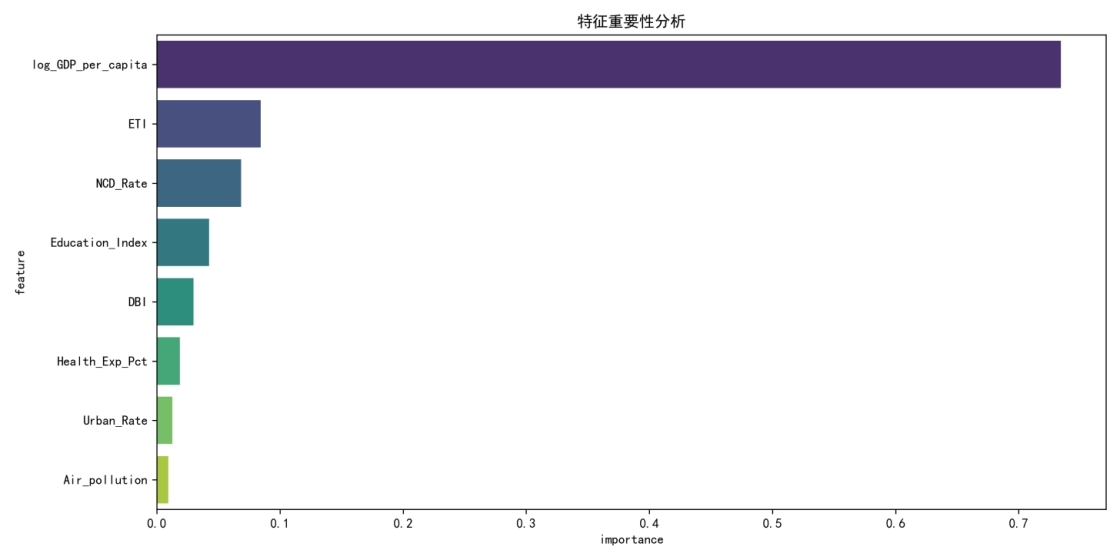 特征重要性分析
log_GDP_per_capita
ETI
NCD_Rate
Education_Index
DBI
Health_Exp_Pct
Urban_Rate
Air_pollution
feature
0.0 0.1 0.2 0.3 0.4 0.5 0.6 0.7
importance